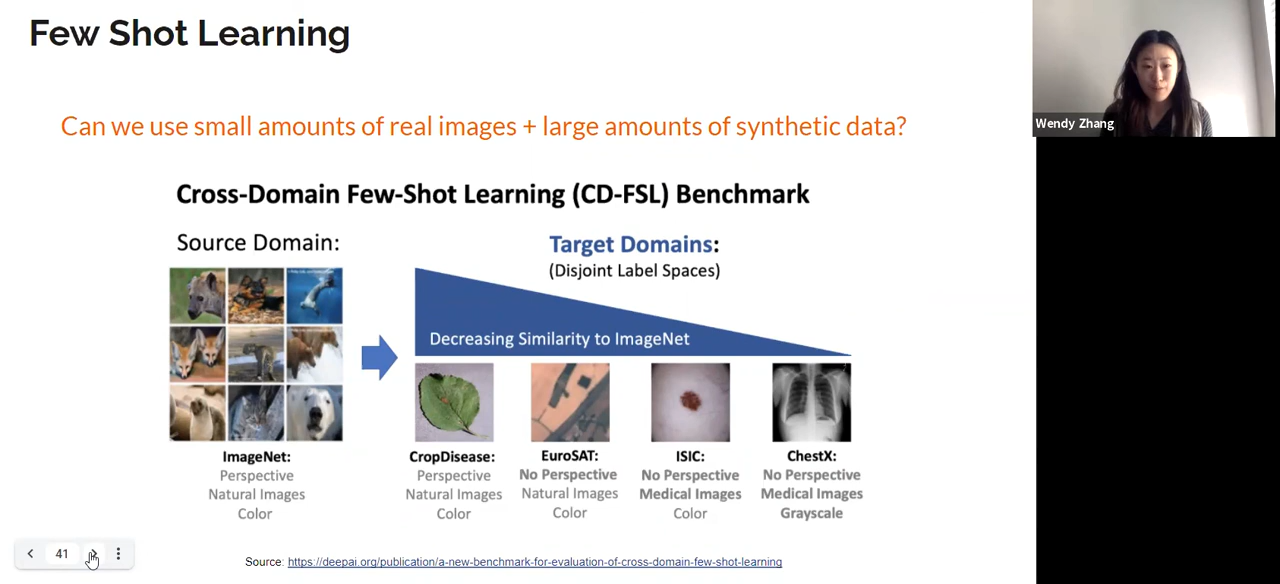 Few Shot Learning
Can we use small amounts of real images + large amounts of synthetic data?
Cross-Domain Few-Shot Learning (CD-FSL) Benchmark
Source Domain:
Target Domains:
(Disjoint Label Spaces)
Decreasing Similarity to ImageNet
ImageNet:
Perspective
Natural Images
Color
CropDisease:
Perspective
Natural Images
Color
EuroSAT:
No Perspective
Natural Images
Color
ISIC:
No Perspective
Medical Images
Color
ChestX:
No Perspective
Medical Images
Grayscale
41
Source: https://deepai.org/publication/a-new-benchmark-for-evaluation-of-cross-domain-few-shot-learning
Wendy Zhang